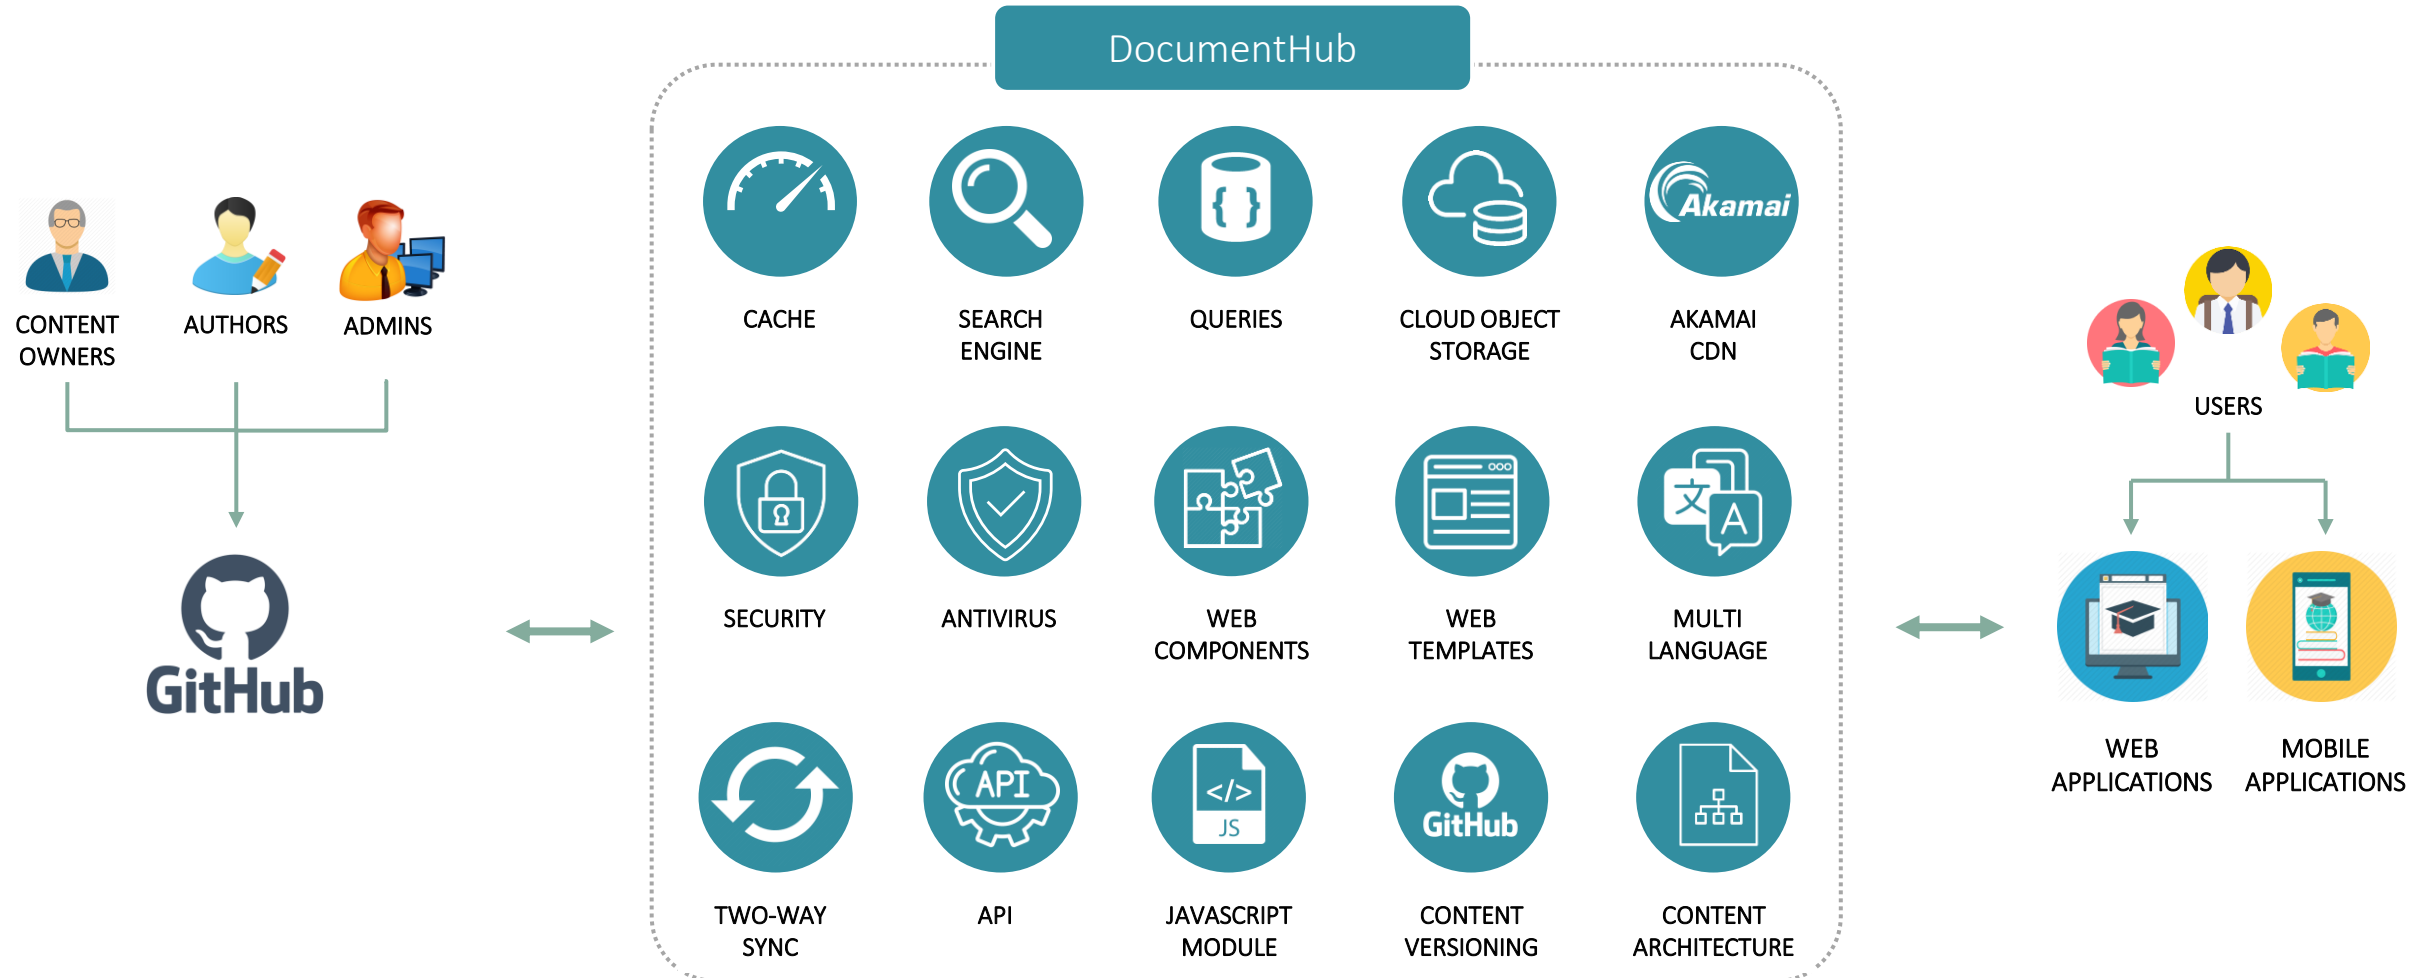 DocumentHub
CONTENT
OWNERS
AUTHORS
ADMINS
GitHub
CACHE
SEARCH
ENGINE
{ }
QUERIES
CLOUD OBJECT
STORAGE
Akamai
AKAMAI
CDN
SECURITY
ANTIVIRUS
WEB
COMPONENTS
WEB
TEMPLATES
文
A
MULTI
LANGUAGE
TWO-WAY
SYNC
API
API
</>
JS
JAVASCRIPT
MODULE
GitHub
CONTENT
VERSIONING
CONTENT
ARCHITECTURE
USERS
WEB
APPLICATIONS
MOBILE
APPLICATIONS